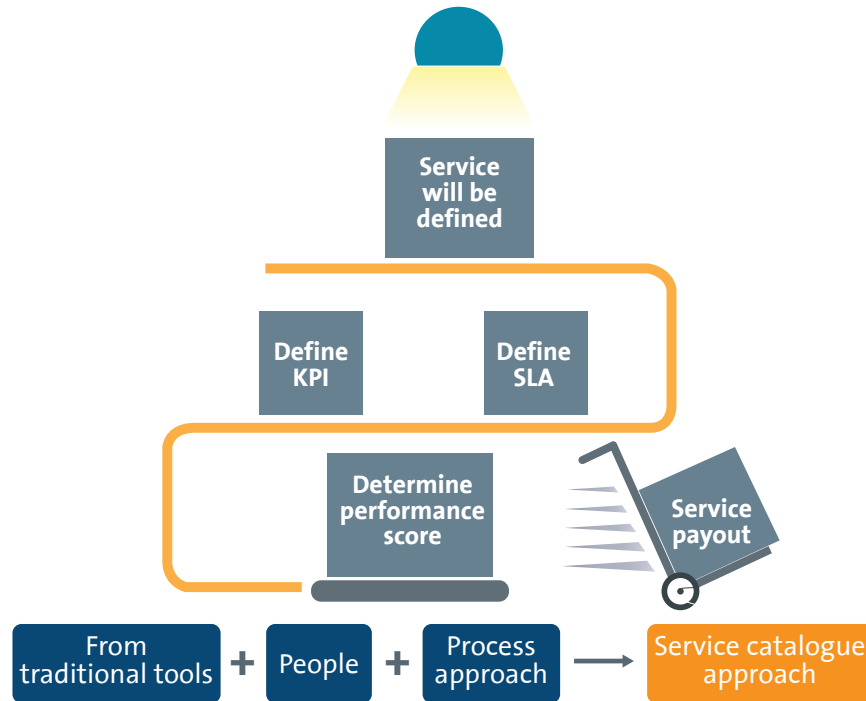 Service
will be
defined
Define
KPI
Define
SLA
Determine
performance
score
Service
payout
From
traditional tools
+
People
+
Process
approach
Service catalogue
approach